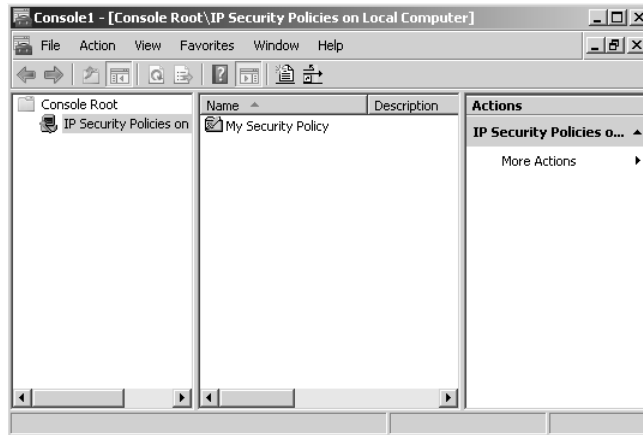 Console1 - [Console Root\IP Security Policies on Local Computer]
File Action View Favorites Window Help
Console Root
IP Security Policies on
Name Description
My Security Policy
Actions
IP Security Policies o...
More Actions